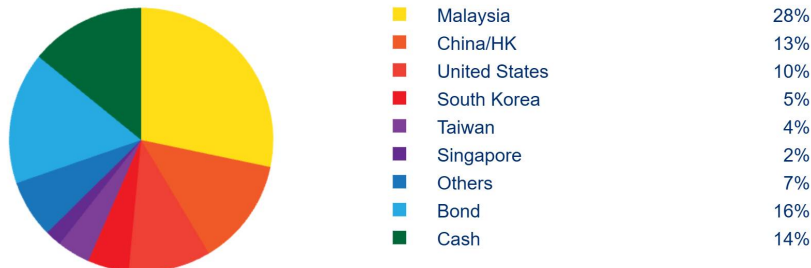 Malaysia 28%
China/HK 13%
United States 10%
South Korea 5%
Taiwan 4%
Singapore 2%
Others 7%
Bond 16%
Cash 14%